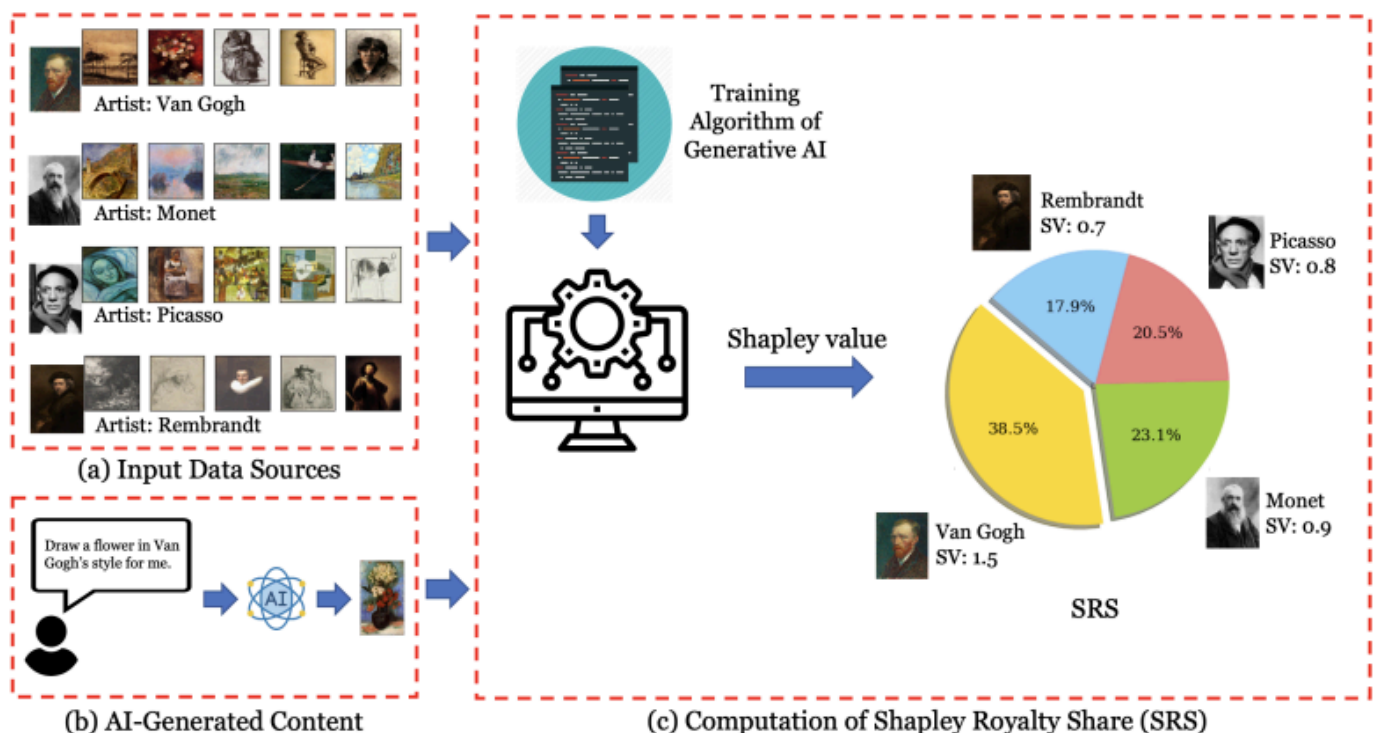 Artist: Van Gogh
Artist: Monet
Artist: Picasso
Artist: Rembrandt
(a) Input Data Sources
Draw a flower in Van
Gogh's style for me.
AI
(b) AI-Generated Content
Training
Algorithm of
Generative AI
Shapley value
Rembrandt
SV: 0.7
Picasso
SV: 0.8
17.9%
20.5%
38.5%
23.1%
Van Gogh
SV: 1.5
Monet
SV: 0.9
SRS
(c) Computation of Shapley Royalty Share (SRS)